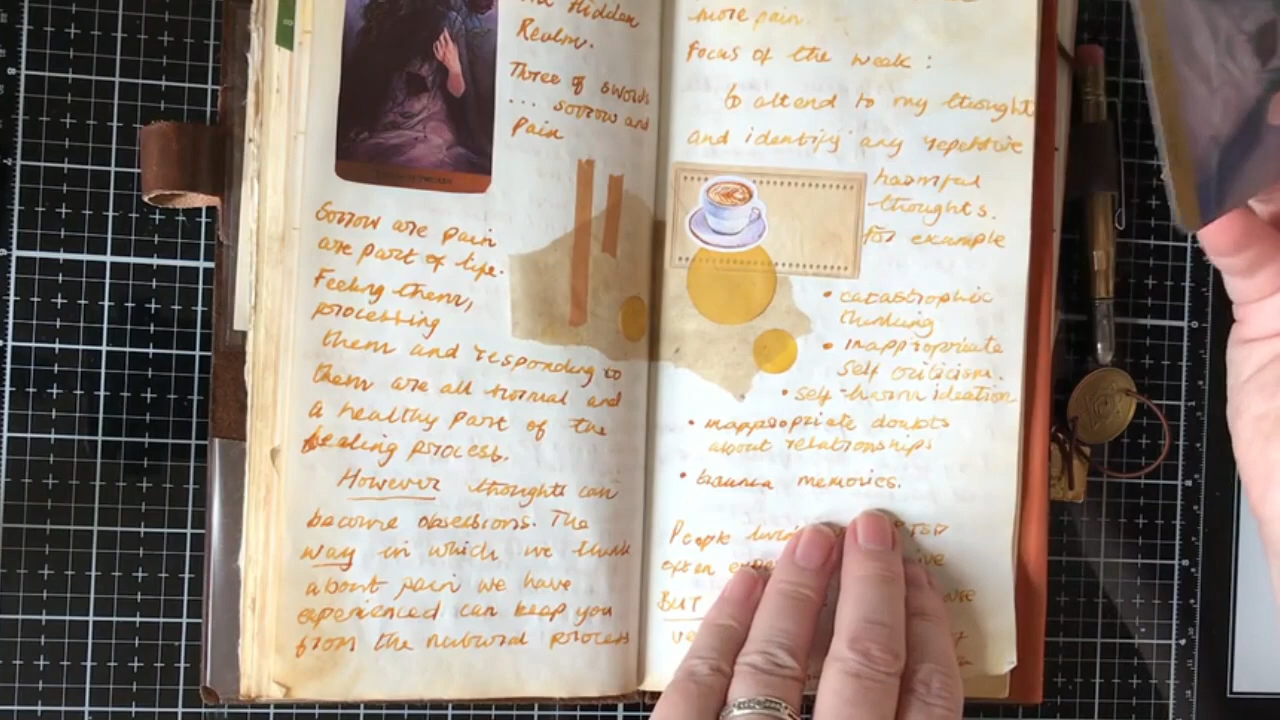 Hidden
Realm.
Three of swords
... sorrow and
Pain
Sorrow are pain
are part of life.
Feeling them,
processing
them and responding to
them are all normal and
a healthy part of the
healing process.
However thoughts can
become obsessions. The
way in which we think
about pain we have
experienced can keep you
from the natural process
more pain.
Focus of the week :
to attend to my thought
and identify any repetitive
harmful
thoughts.
for example
• catastrophic
thinking
• inappropriate
self criticism.
• self-harm ideation
• inappropriate doubts
about relationships
• trauma memories.
People
often
BUT